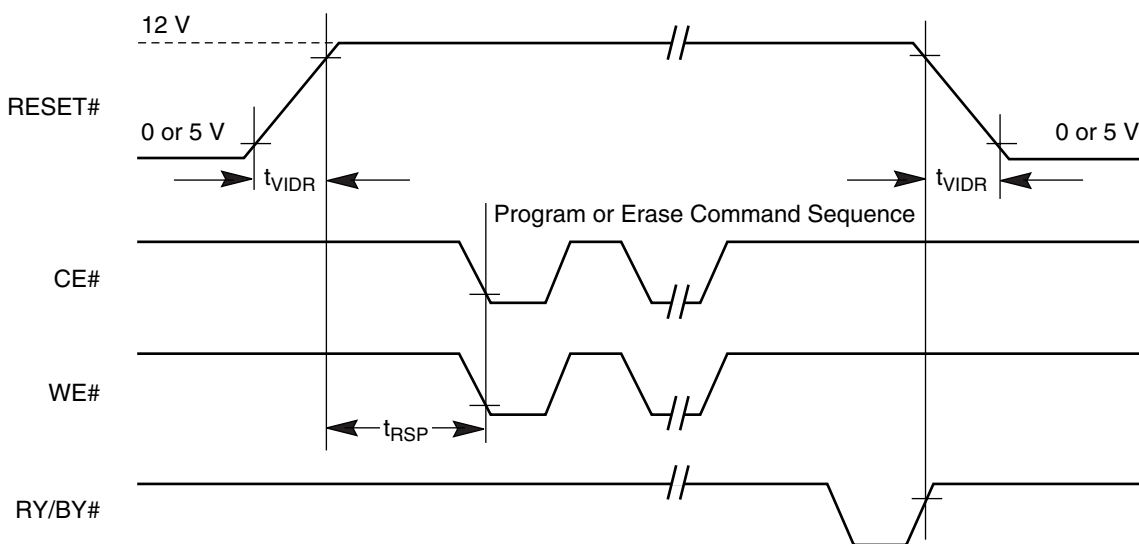 12 V
RESET#
0 or 5 V
0 or 5 V
tVIDR
tVIDR
Program or Erase Command Sequence
CE#
WE#
tRSP
RY/BY#